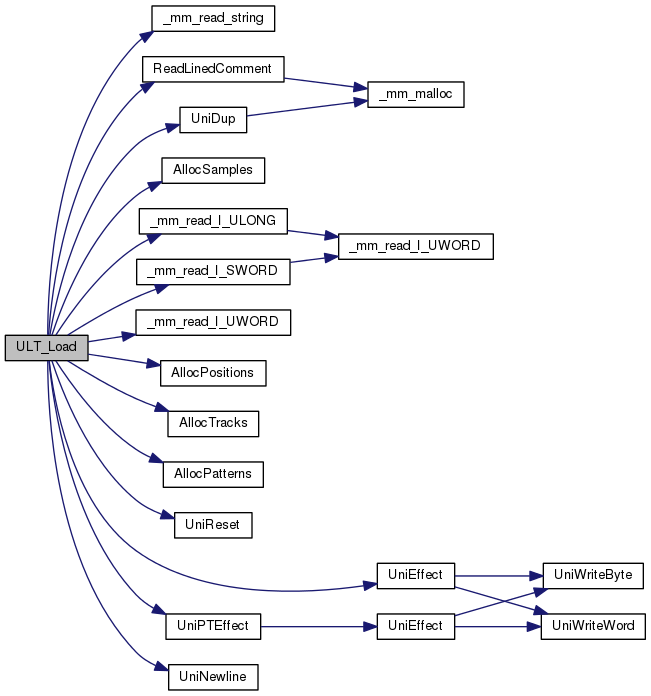 _mm_read_string
ReadLinedComment
_mm_malloc
UniDup
AllocSamples
_mm_read_I_ULONG
_mm_read_I_UWORD
_mm_read_I_SWORD
_mm_read_I_UWORD
ULT_Load
AllocPositions
AllocTracks
AllocPatterns
UniReset
UniEffect
UniWriteByte
UniPTEffect
UniEffect
UniWriteWord
UniNewline